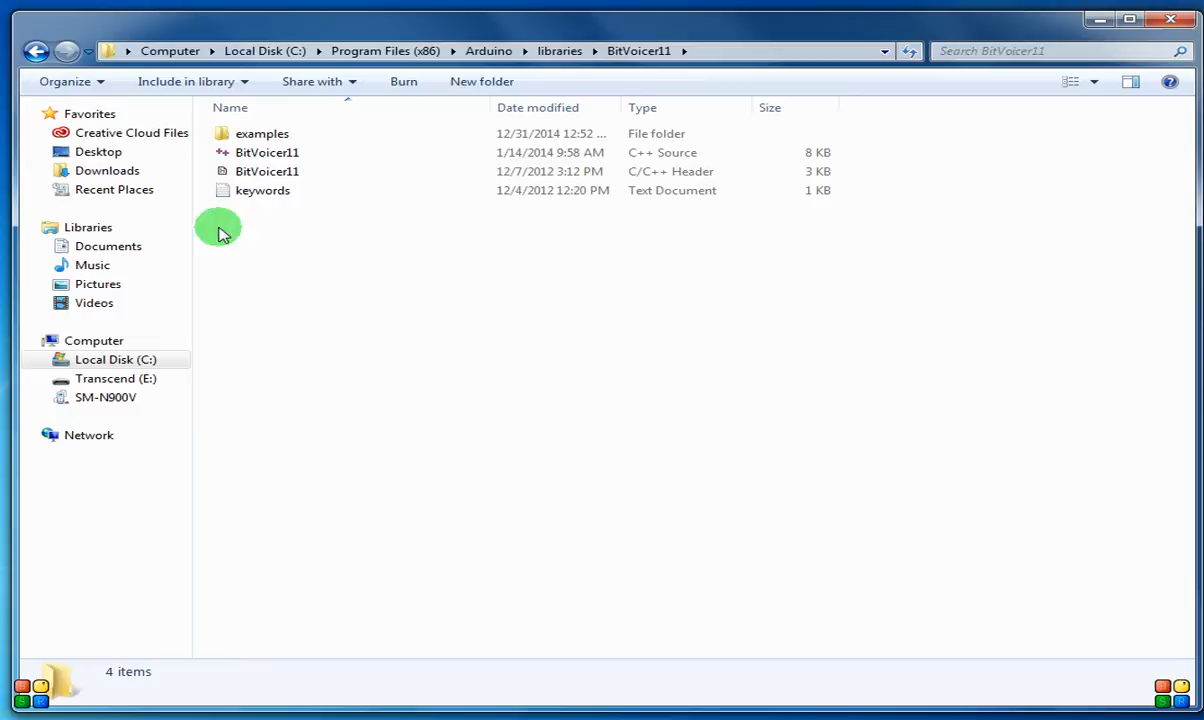 Computer Local Disk (C:) Program Files (x86) Arduino libraries BitVoicer11 Search BitVoicer11
Organize Include in library Share with Burn New folder
Favorites
Creative Cloud Files
Desktop
Downloads
Recent Places
Libraries
Documents
Music
Pictures
Videos
Computer
Local Disk (C:)
Transcend (E:)
SM-N900V
Network
Name Date modified Type Size
examples 12/31/2014 12:52 ... File folder
BitVoicer11 1/14/2014 9:58 AM C++ Source 8 KB
BitVoicer11 12/7/2012 3:12 PM C/C++ Header 3 KB
keywords 12/4/2012 12:20 PM Text Document 1 KB
4 items